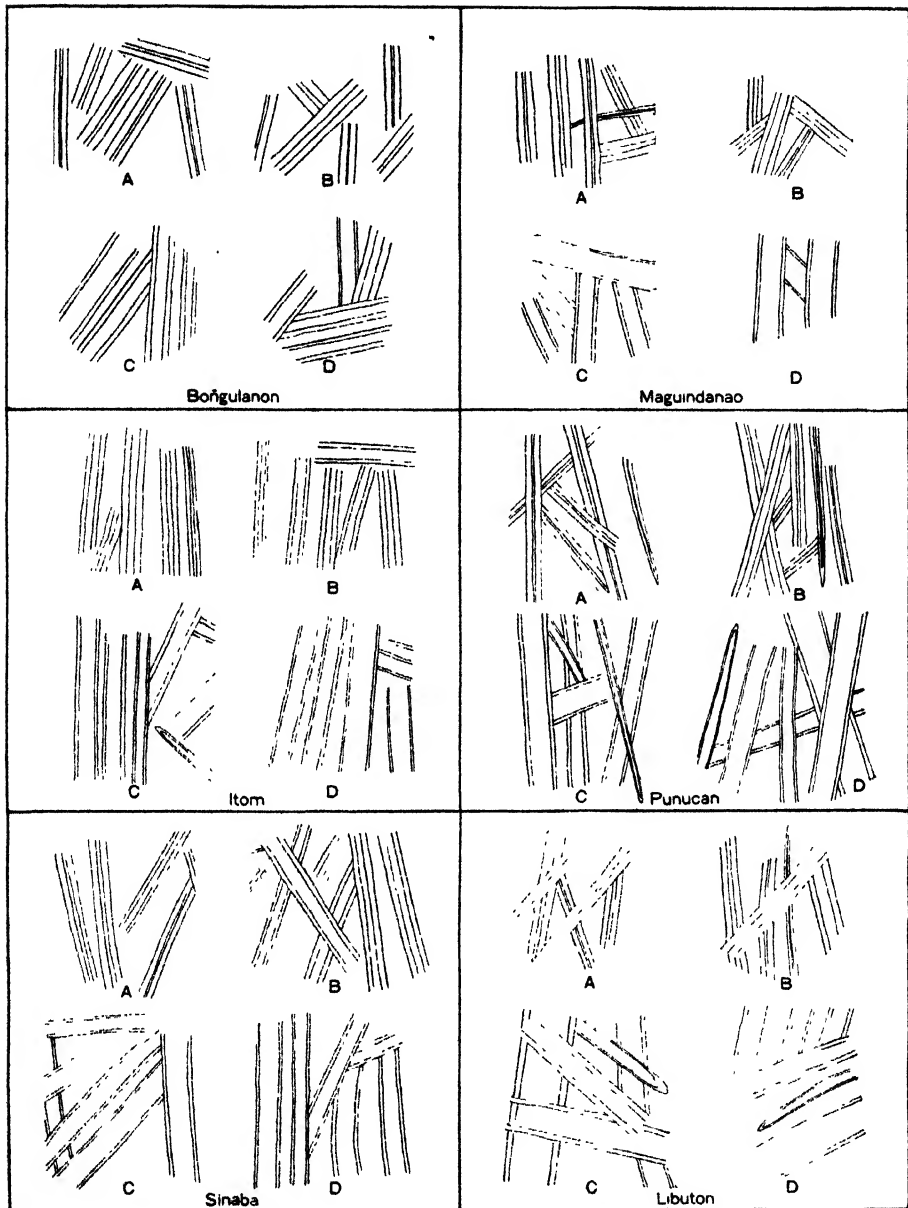 A B
C D
Boñgulanon
A B
C D
Maguindanao
A B
C D
Itom
A B
C D
Punucan
A B
C D
Sinaba
A B
C D
Libuton